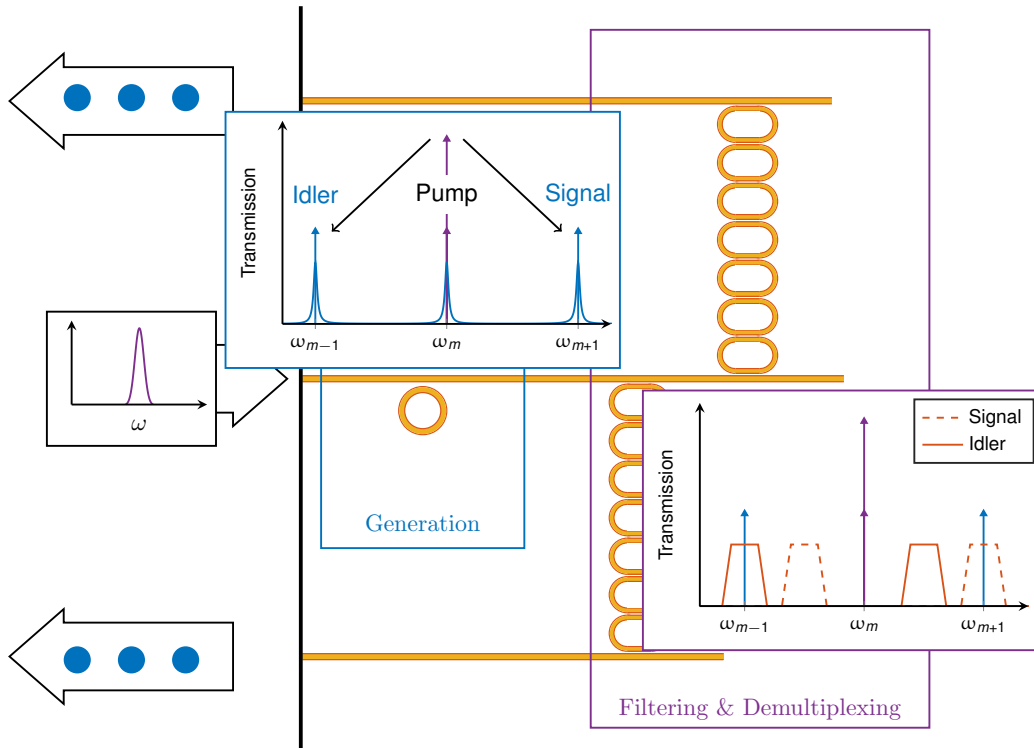 Transmission
Idler
Pump
Signal
ω_{m−1}
ω_m
ω_{m+1}
ω
Generation
Transmission
Signal
Idler
ω_{m−1}
ω_m
ω_{m+1}
Filtering & Demultiplexing